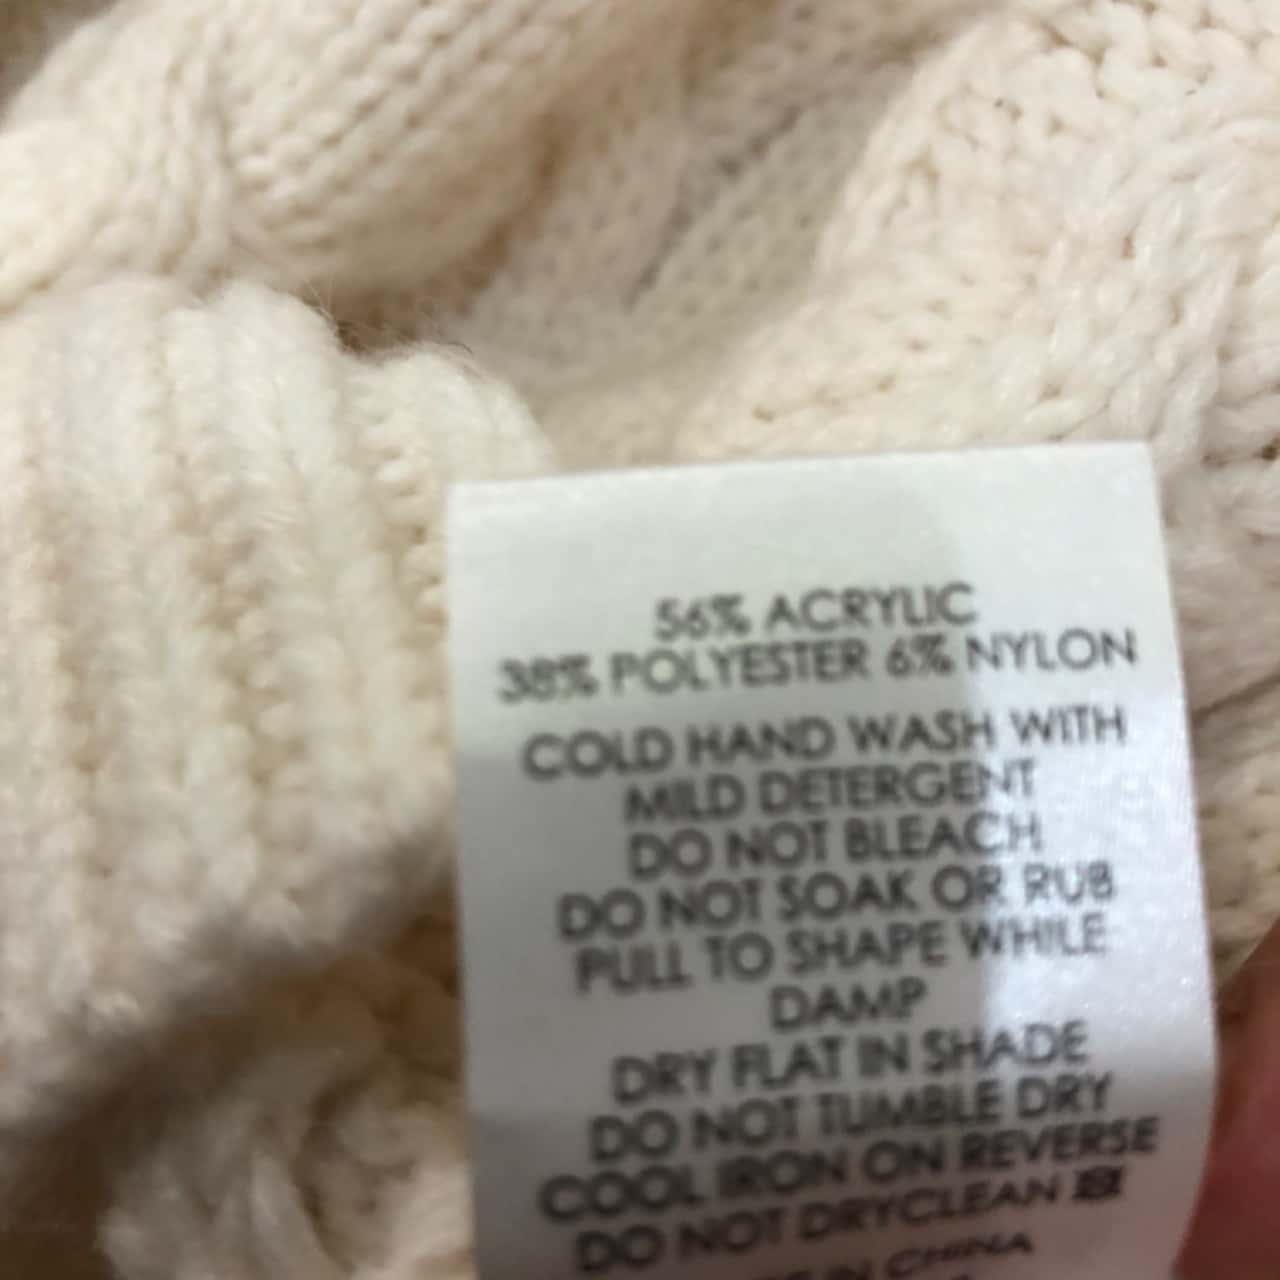 56% ACRYLIC
38% POLYESTER 6% NYLON
COLD HAND WASH WITH
MILD DETERGENT
DO NOT BLEACH
DO NOT SOAK OR RUB
PULL TO SHAPE WHILE
DAMP
DRY FLAT IN SHADE
DO NOT TUMBLE DRY
COOL IRON ON REVERSE
DO NOT DRYCLEAN
IN CHINA